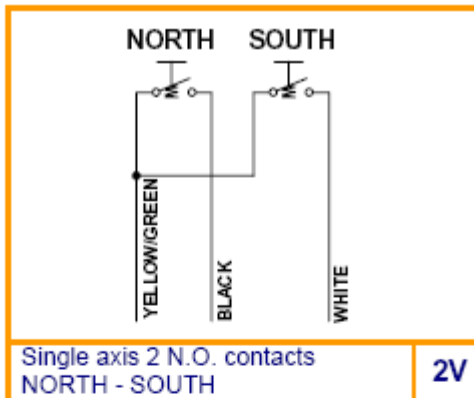 NORTH SOUTH
YELLOW/GREEN
BLACK
WHITE
Single axis 2 N.O. contacts
NORTH - SOUTH
2V